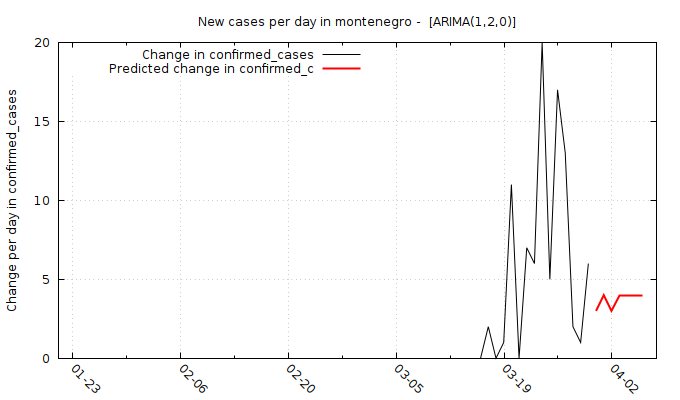 New cases per day in montenegro -  [ARIMA(1,2,0)]
Change in confirmed_cases
Predicted change in confirmed_c
Change per day in confirmed_cases
20
15
10
5
0
01-23
02-06
02-20
03-05
03-19
04-02